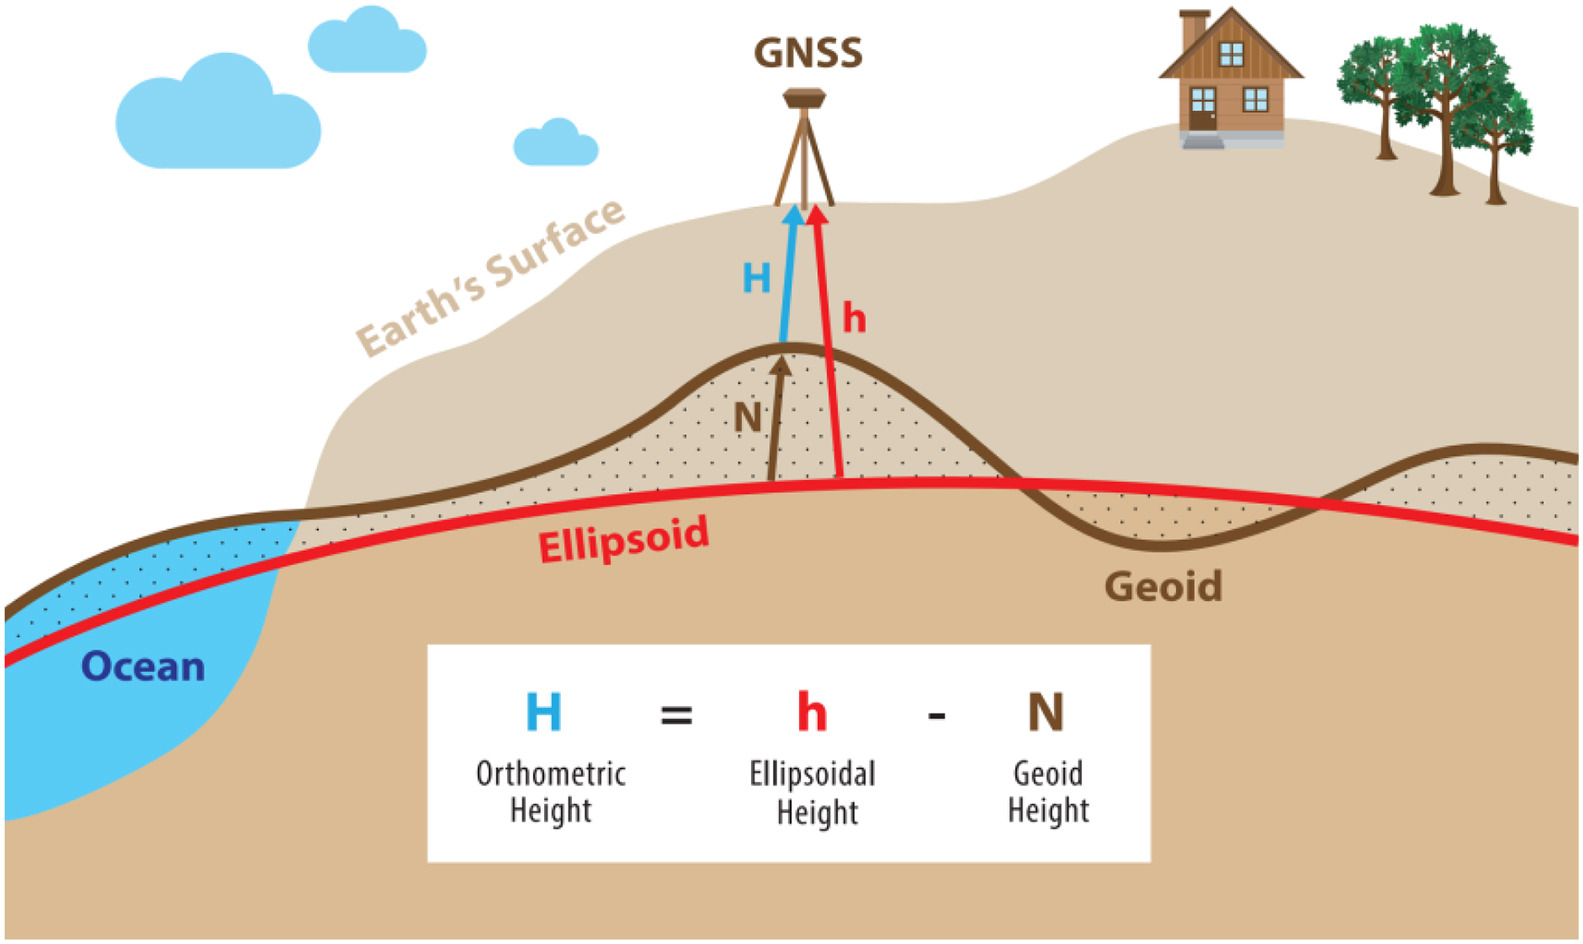 GNSS
Earth's Surface
H
h
N
Ellipsoid
Geoid
Ocean
H = h - N
Orthometric Ellipsoidal Geoid
Height Height Height